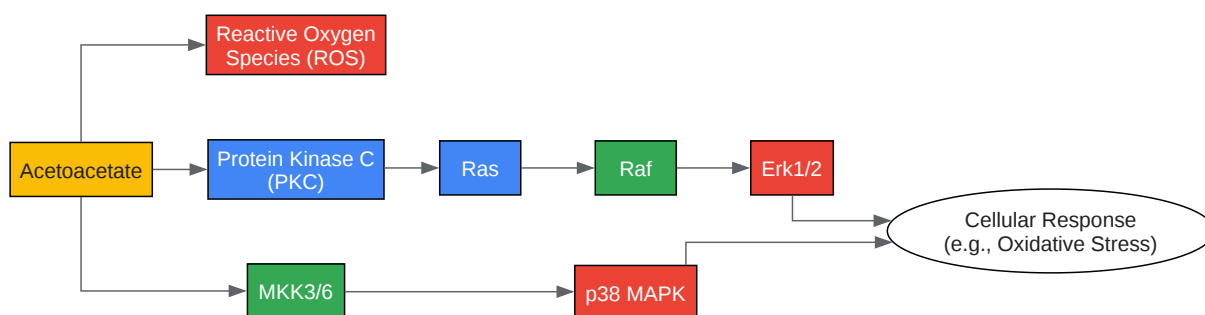 Reactive Oxygen
Species (ROS)
Acetoacetate
Protein Kinase C
(PKC)
Ras
Raf
Erk1/2
Cellular Response
(e.g., Oxidative Stress)
MKK3/6
p38 MAPK